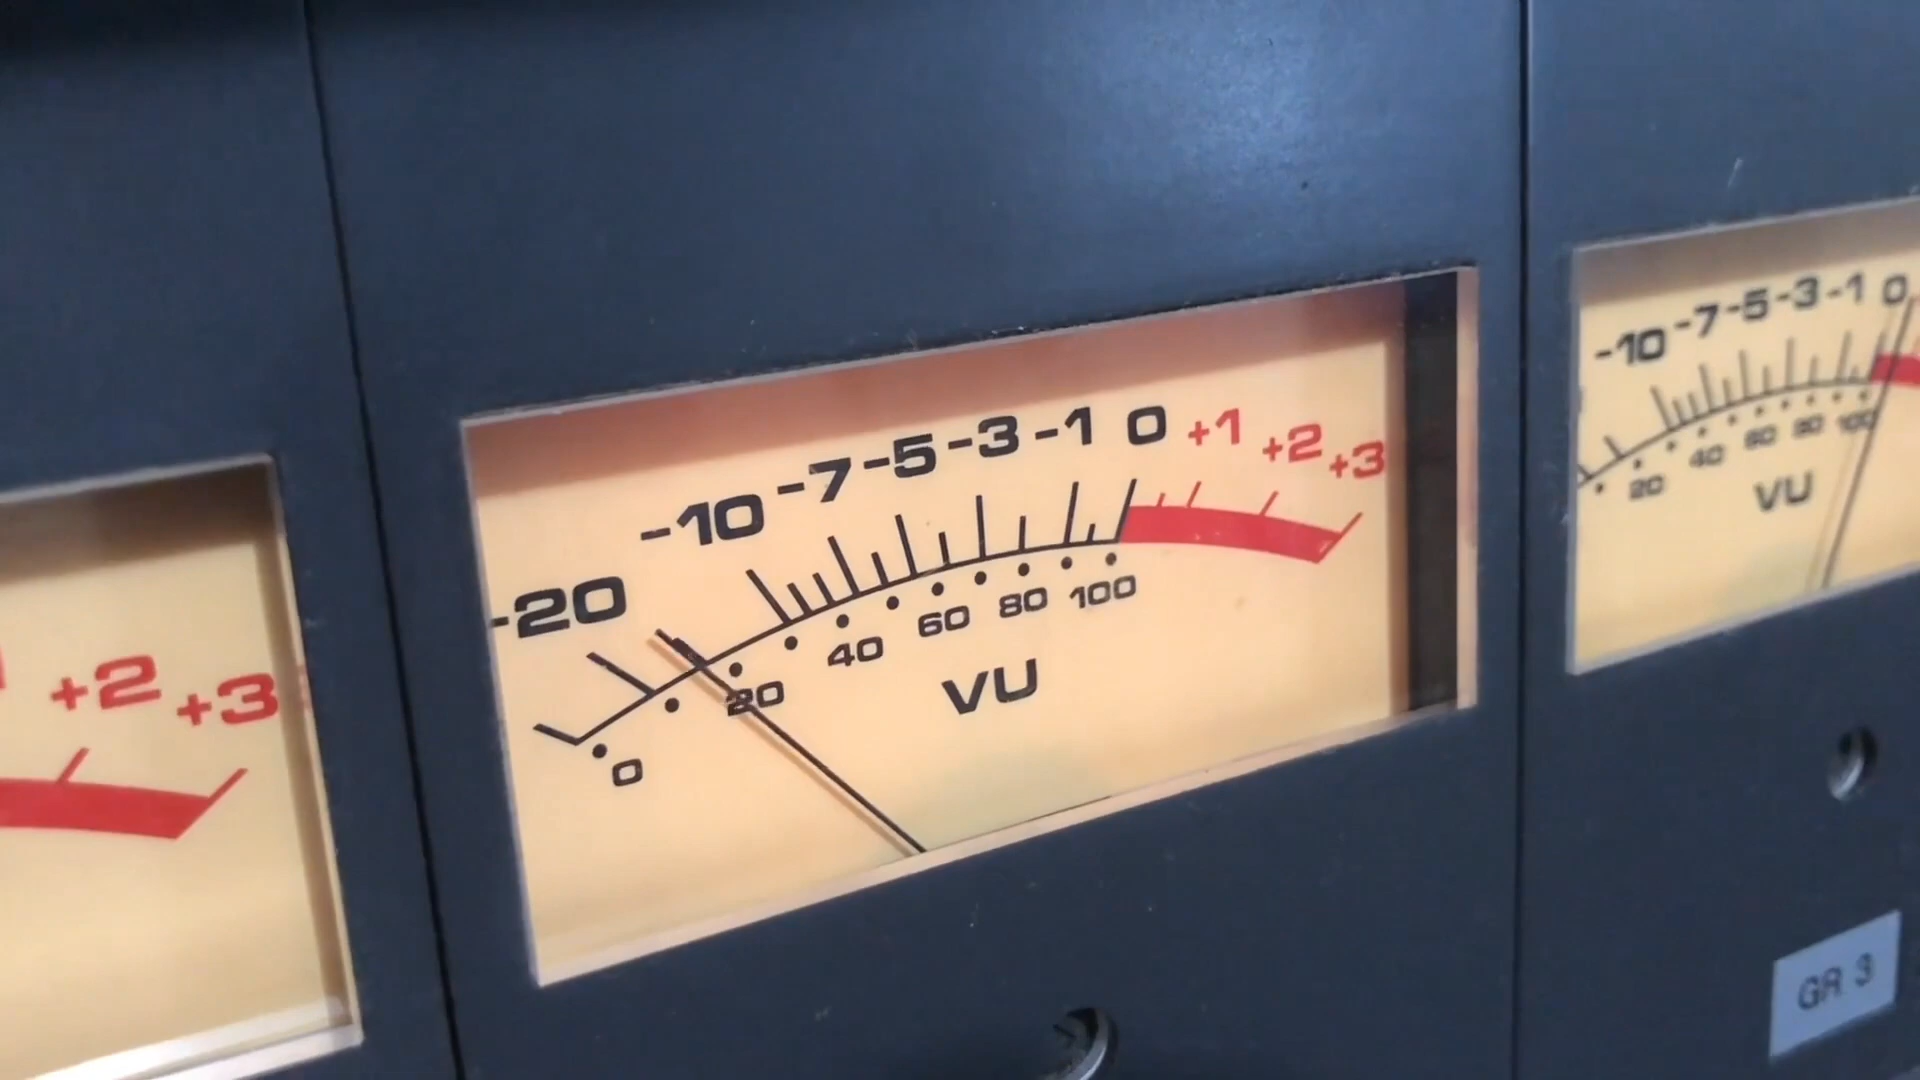 +2 +3
-20 -10 -7 -5 -3 -1 0 +1 +2 +3
0 20 40 60 80 100
VU
-10 -7 -5 -3 -1 0
20 40 60 80 100
VU
GR 3